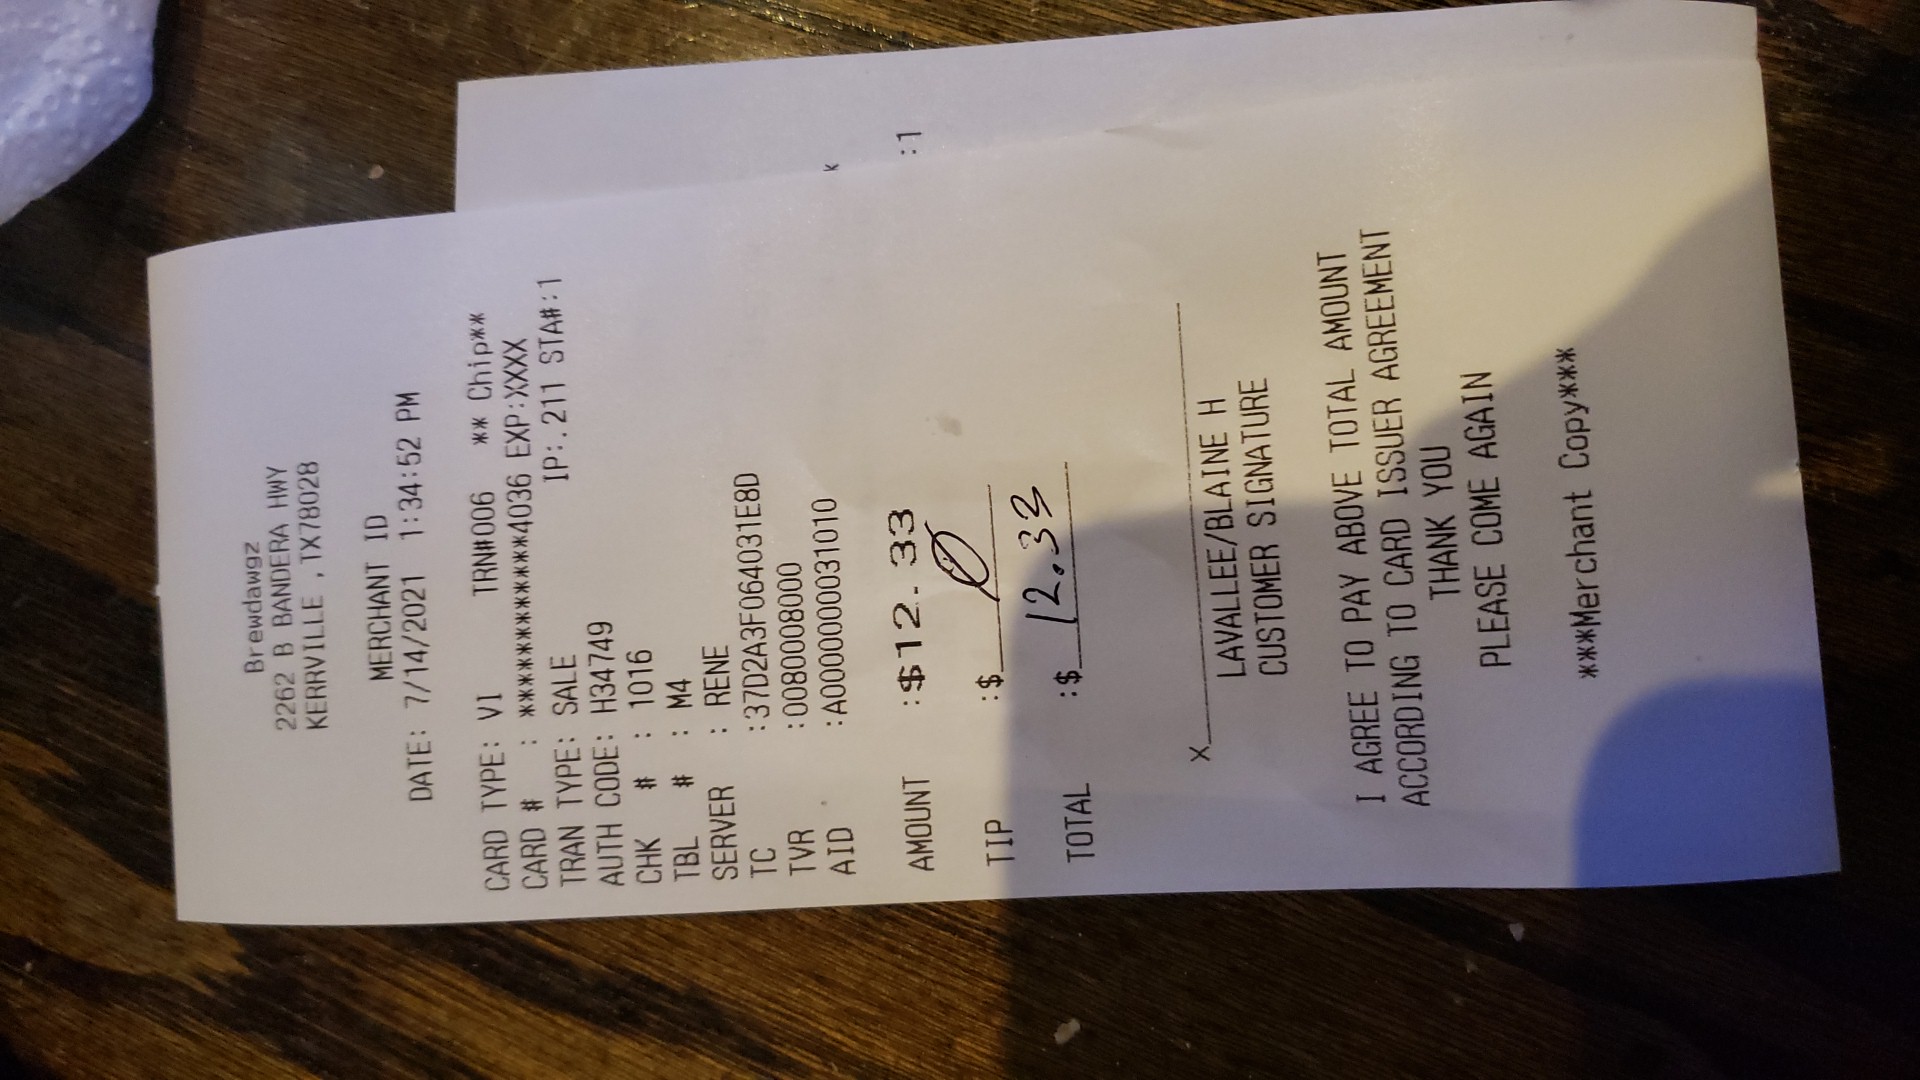 Brewdawgz
2262 B BANDERA HWY
KERRVILLE , TX78028
MERCHANT ID
DATE: 7/14/2021 1:34:52 PM
CARD TYPE: VI TRN#006 ** Chip**
CARD # : ************4036 EXP:XXXX
IP:.211 STA#:1
TRAN TYPE: SALE
AUTH CODE: H34749
CHK # : 1016
TBL # : M4
SERVER : RENE
TC :37D2A3F064031E8D
TVR :0080008000
AID :A0000000031010
AMOUNT :$12.33
TIP :$ Ø
TOTAL :$ 12.33
X
LAVALLEE/BLAINE H
CUSTOMER SIGNATURE
I AGREE TO PAY ABOVE TOTAL AMOUNT
ACCORDING TO CARD ISSUER AGREEMENT
THANK YOU
PLEASE COME AGAIN
***Merchant Copy***
:1